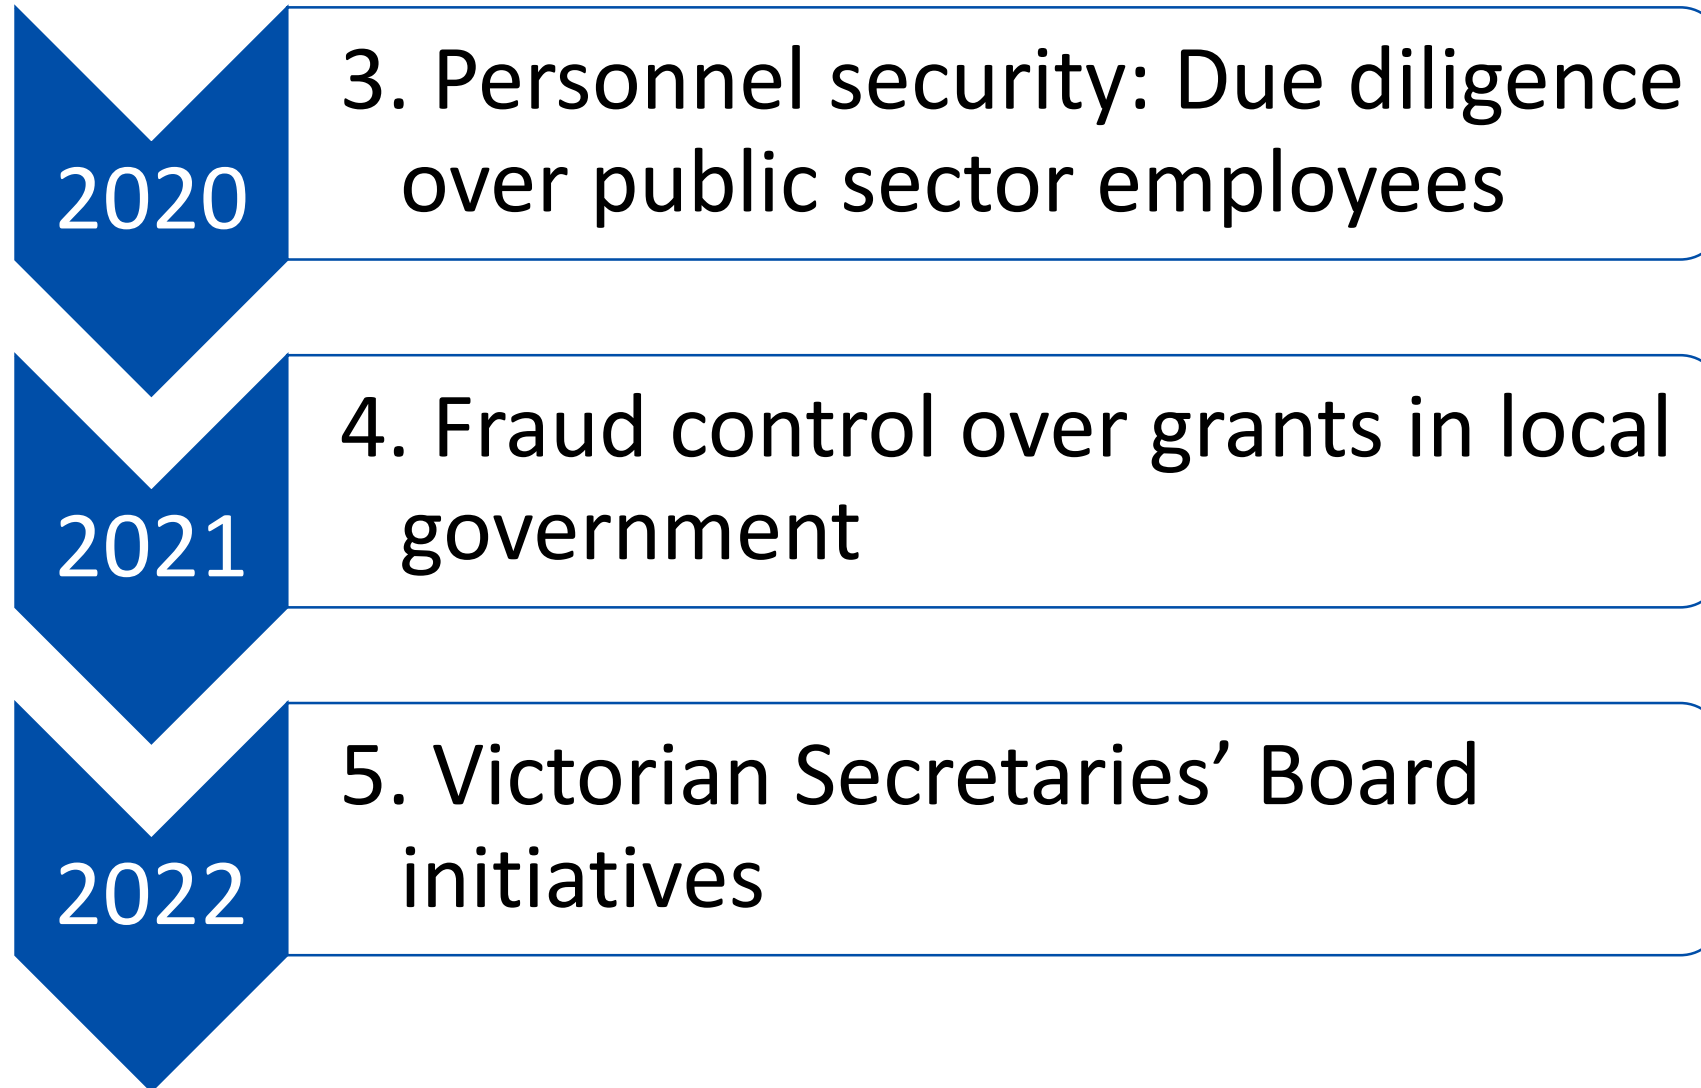 2020
3. Personnel security: Due diligence
over public sector employees
2021
4. Fraud control over grants in local
government
2022
5. Victorian Secretaries’ Board
initiatives